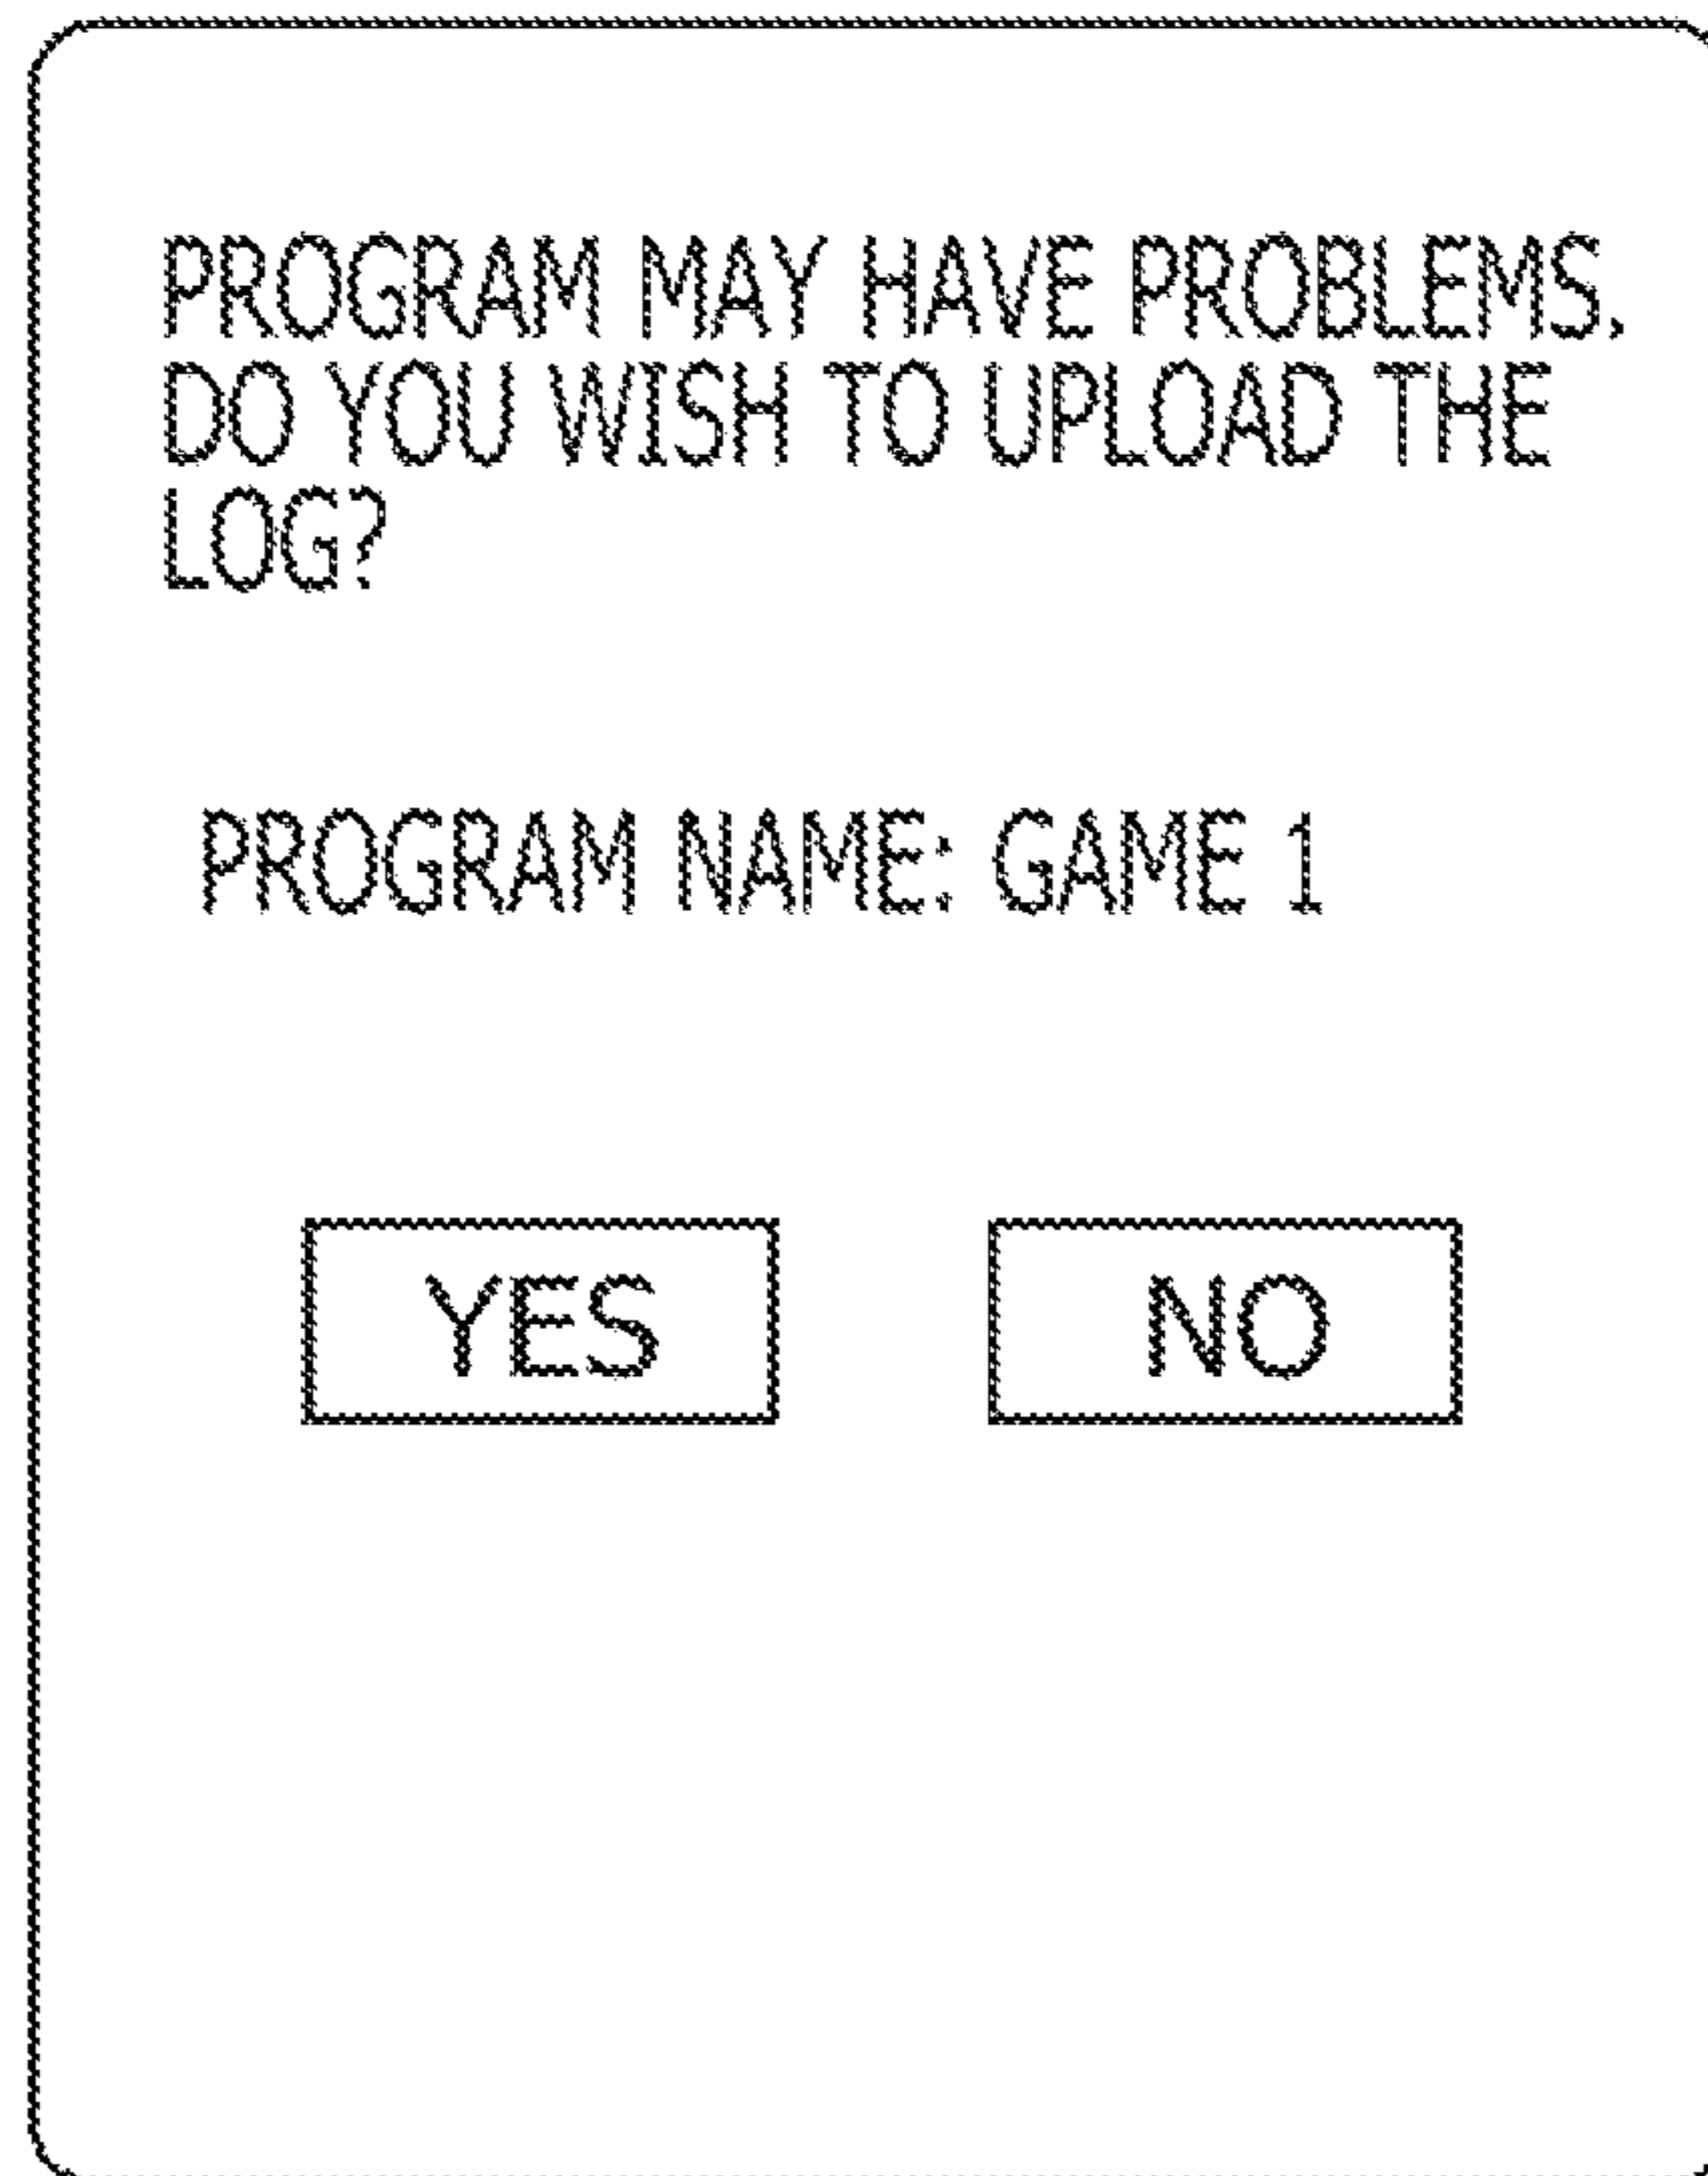 PROGRAM MAY HAVE PROBLEMS.
DO YOU WISH TO UPLOAD THE
LOG?
PROGRAM NAME: GAME 1
YES
NO